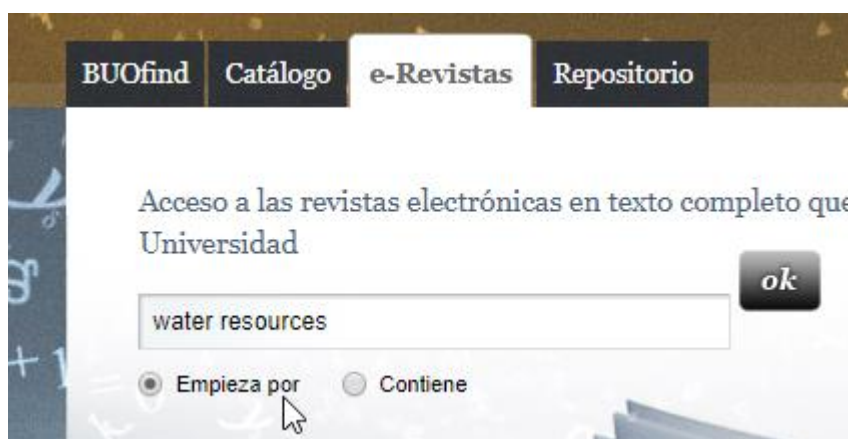 BUOfind Catálogo e-Revistas Repositorio
Acceso a las revistas electrónicas en texto completo que
Universidad
ok
water resources
Empieza por Contiene